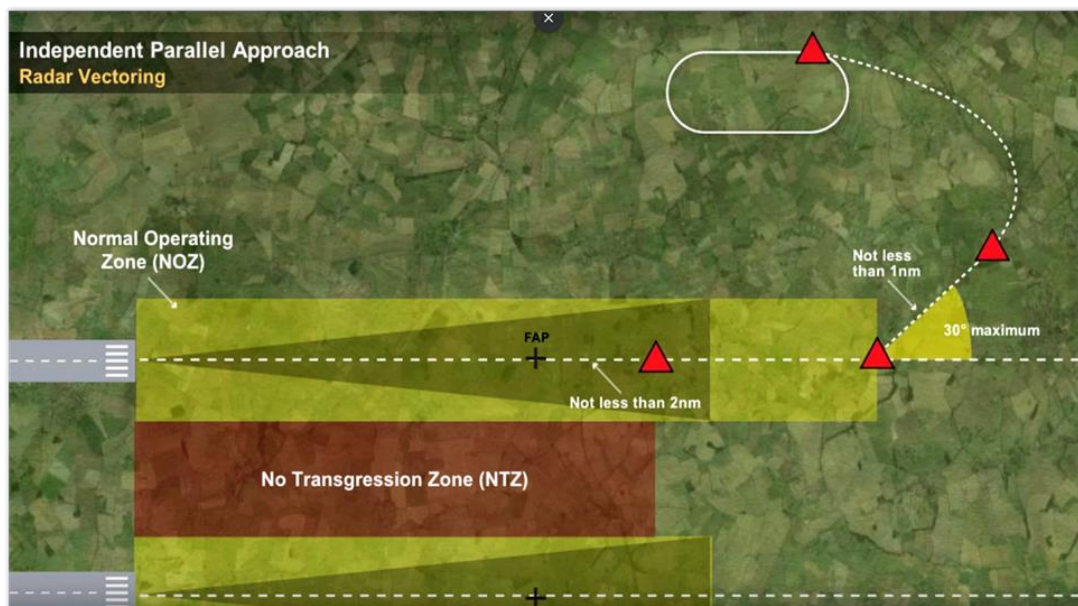 Independent Parallel Approach
Radar Vectoring
Normal Operating
Zone (NOZ)
Not less
than 1nm
30° maximum
FAP
Not less than 2nm
No Transgression Zone (NTZ)